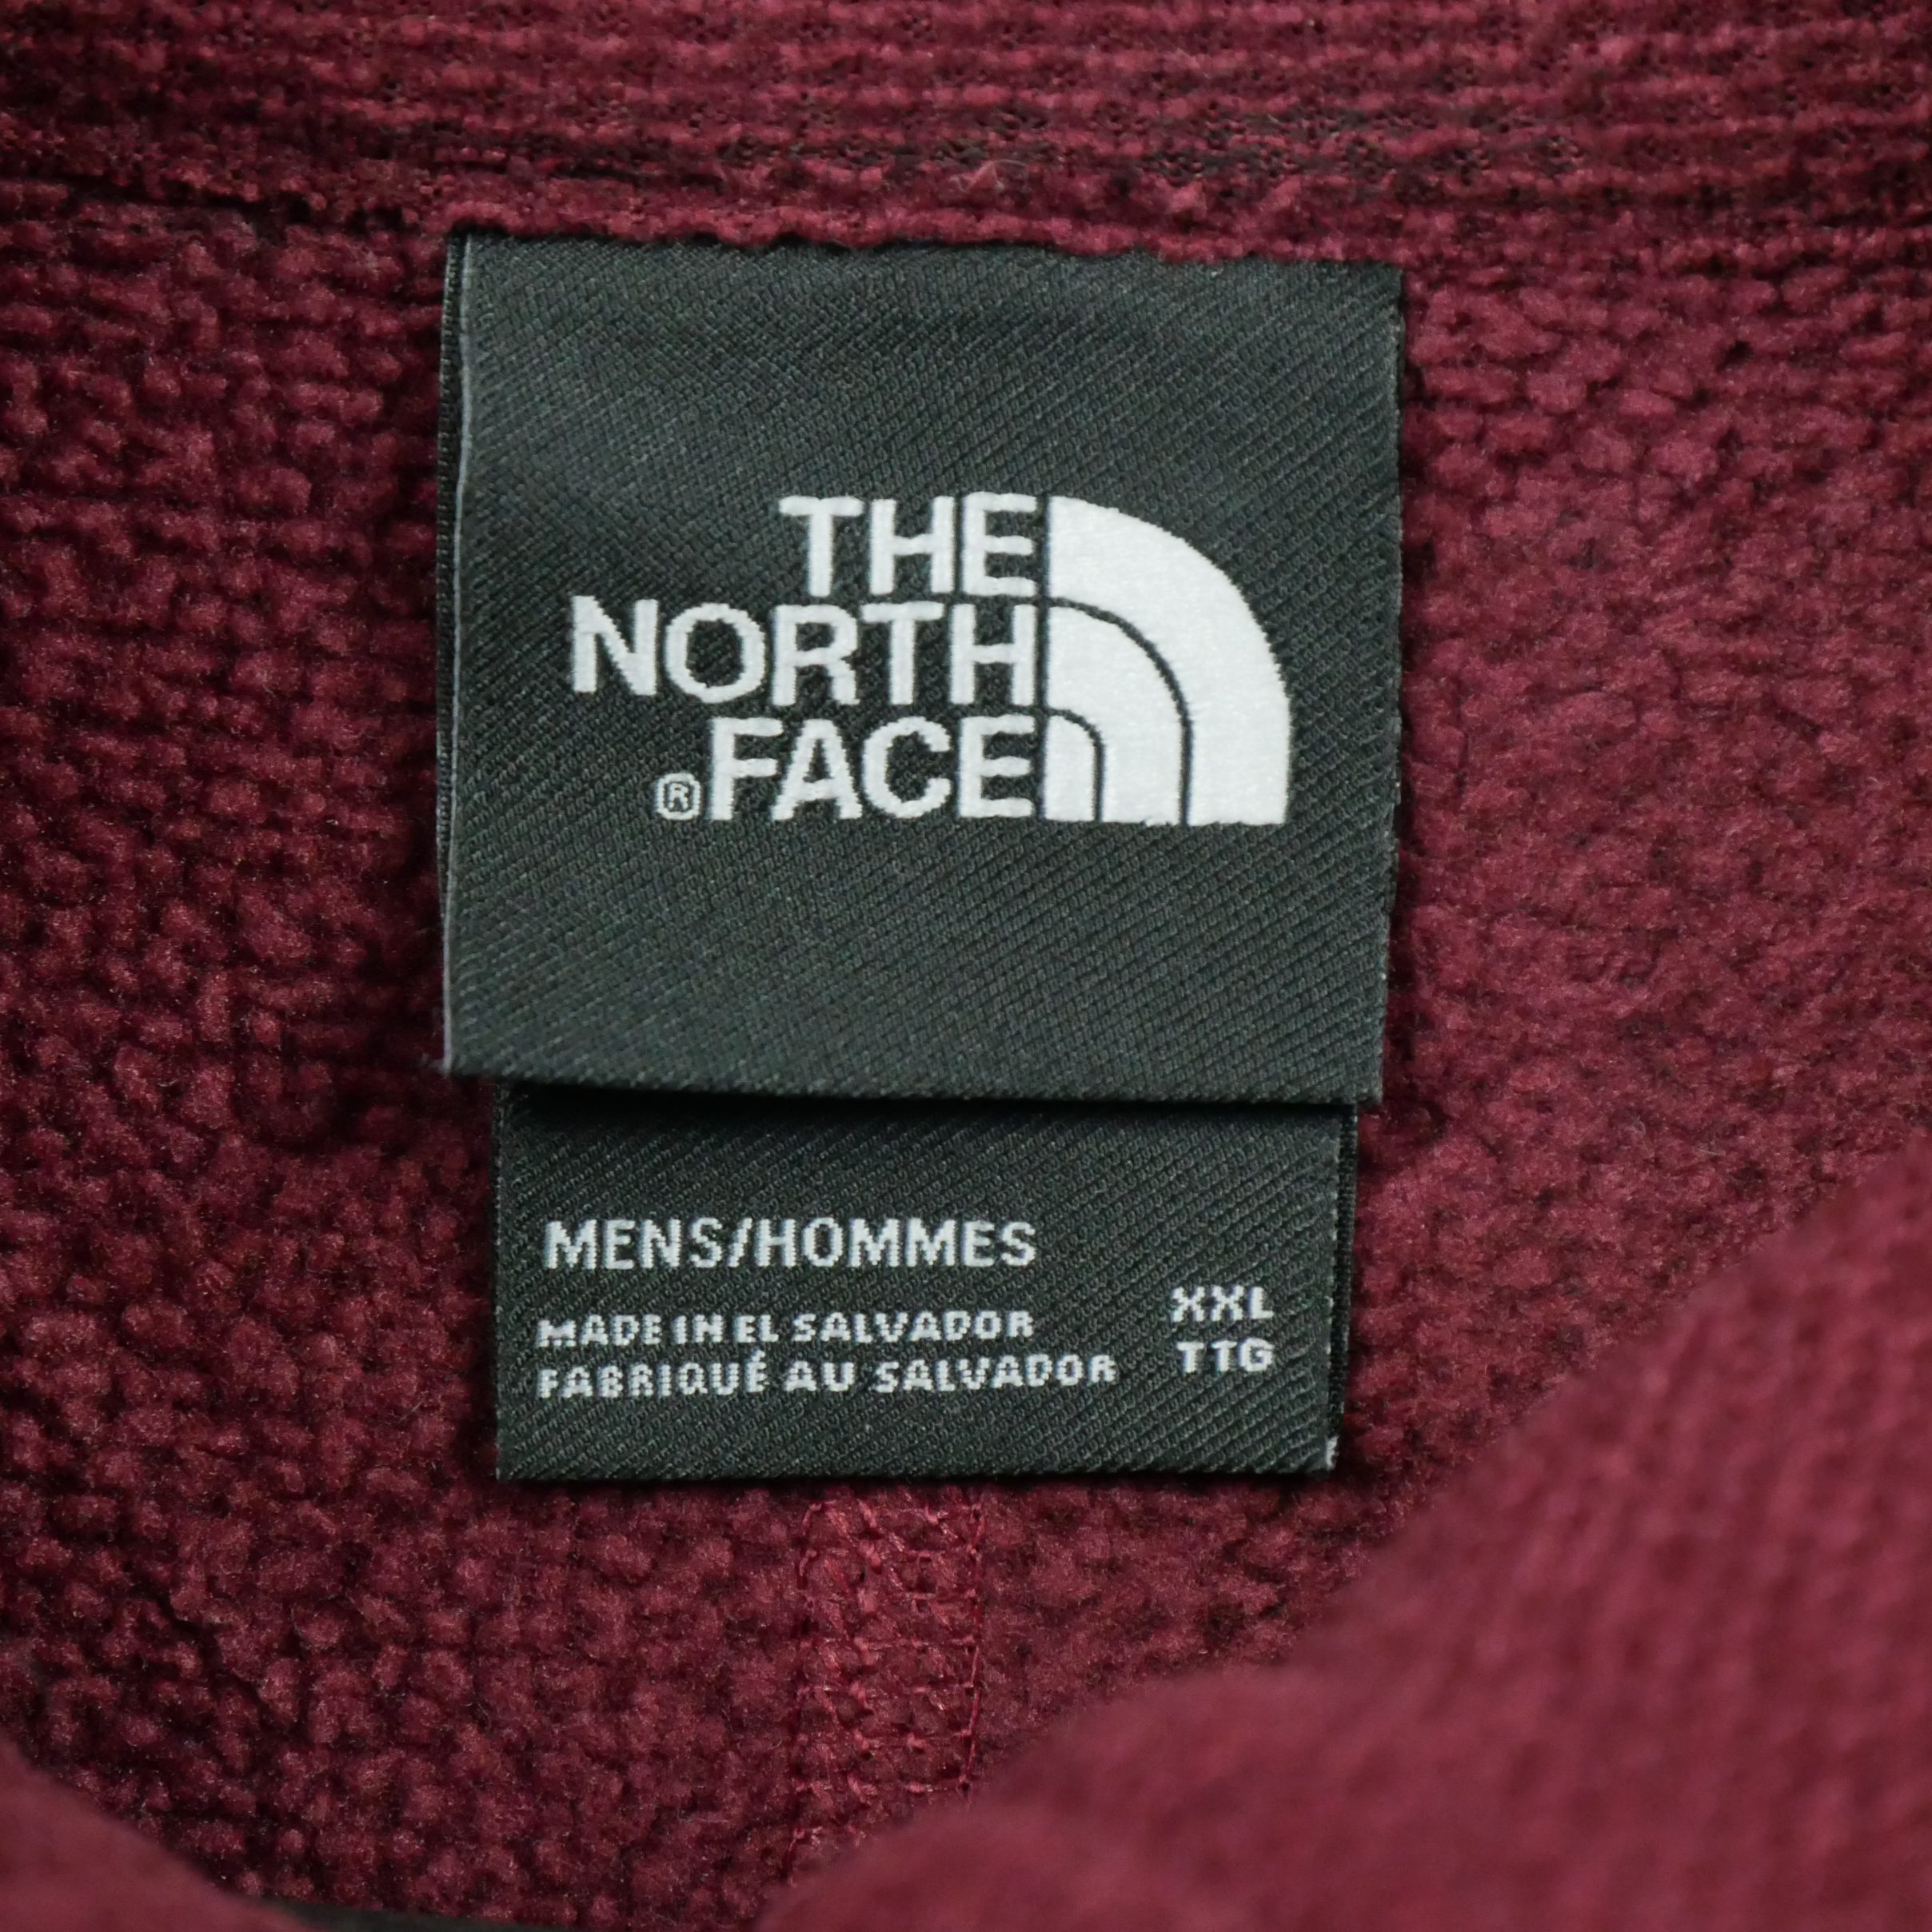 THE
NORTH
®FACE
MENS/HOMMES
MADE IN EL SALVADOR
FABRIQUÉ AU SALVADOR
XXL
TTG